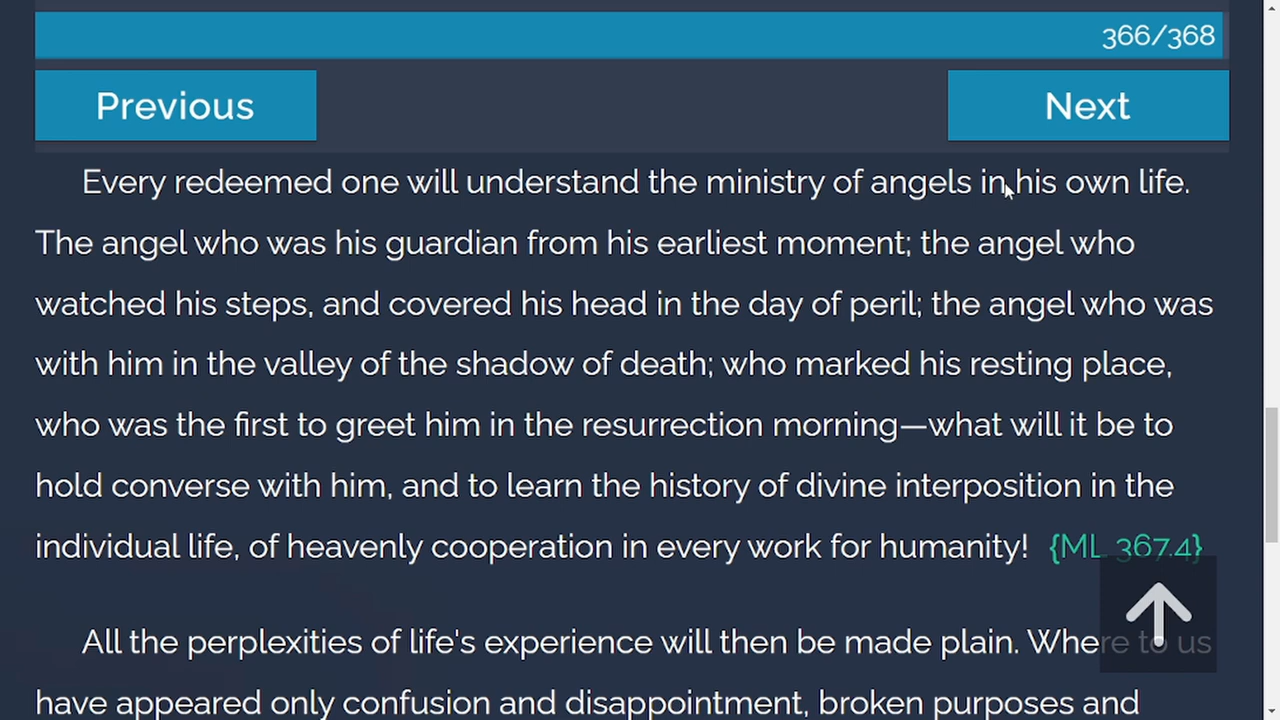 366/368
Previous
Next
Every redeemed one will understand the ministry of angels in his own life.
The angel who was his guardian from his earliest moment; the angel who
watched his steps, and covered his head in the day of peril; the angel who was
with him in the valley of the shadow of death; who marked his resting place,
who was the first to greet him in the resurrection morning—what will it be to
hold converse with him, and to learn the history of divine interposition in the
individual life, of heavenly cooperation in every work for humanity! {ML 367.4}
All the perplexities of life's experience will then be made plain. Where to us
have appeared only confusion and disappointment, broken purposes and